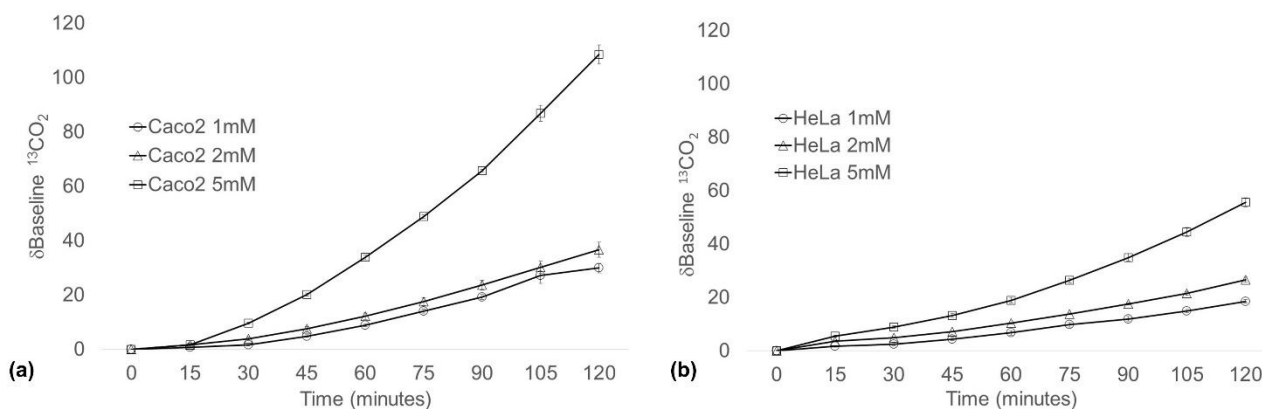 120
100
80
60
40
20
0
δBaseline ¹³CO₂
Caco2 1mM
Caco2 2mM
Caco2 5mM
0 15 30 45 60 75 90 105 120
Time (minutes)
(a)
120
100
80
60
40
20
0
δBaseline ¹³CO₂
HeLa 1mM
HeLa 2mM
HeLa 5mM
0 15 30 45 60 75 90 105 120
Time (minutes)
(b)